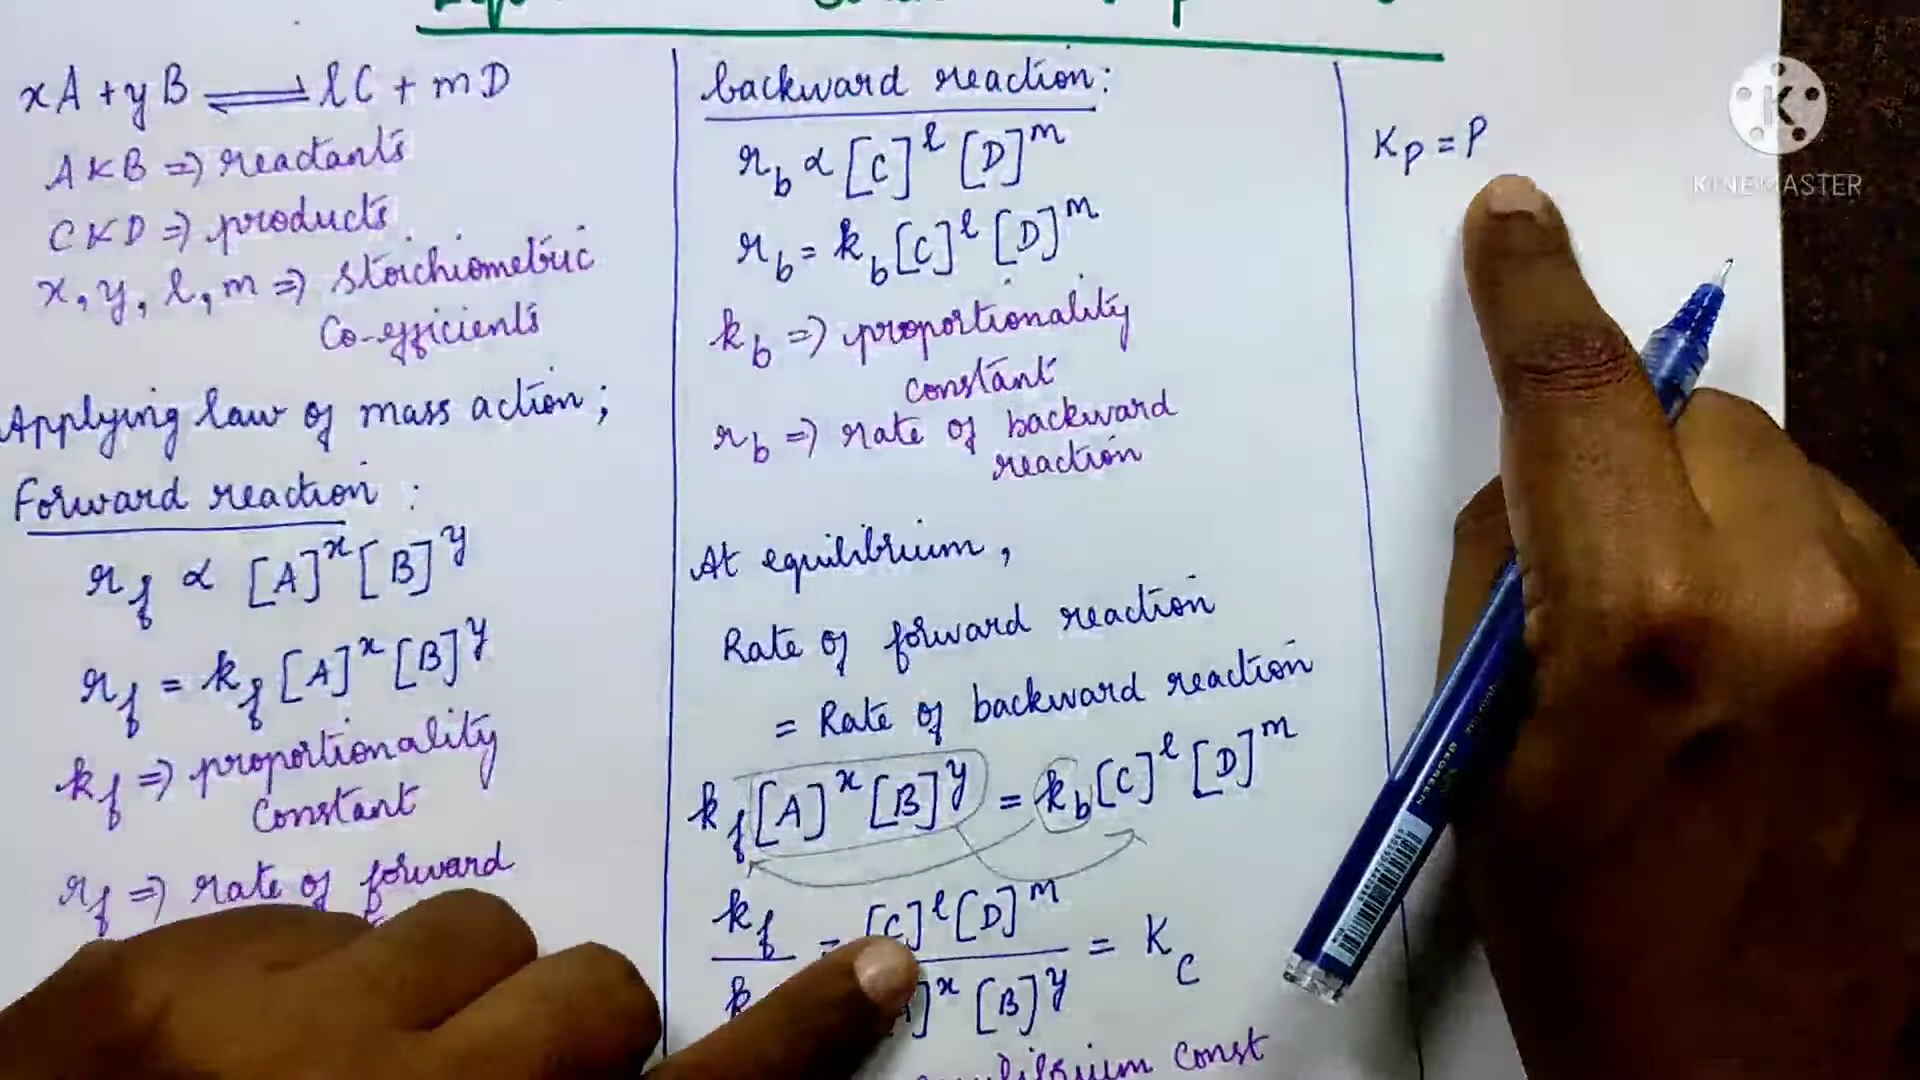 xA + yB ⇌ lC + mD
A & B ⇒ reactants
C & D ⇒ products
x, y, l, m ⇒ stoichiometric
Co-efficients
Applying law of mass action ;
Forward reaction :
r_f ∝ [A]^x [B]^y
r_f = k_f [A]^x [B]^y
k_f ⇒ proportionality
Constant
r_f ⇒ rate of forward
backward reaction :
r_b ∝ [C]^l [D]^m
r_b = k_b [C]^l [D]^m
k_b ⇒ proportionality
Constant
r_b ⇒ rate of backward
reaction
At equilibrium ,
Rate of forward reaction
= Rate of backward reaction
k_f [A]^x [B]^y = k_b [C]^l [D]^m
k_f = [C]^l [D]^m = K_C
k ]^x [B]^y
Const
K_P = P
KINEMASTER
BARCODE